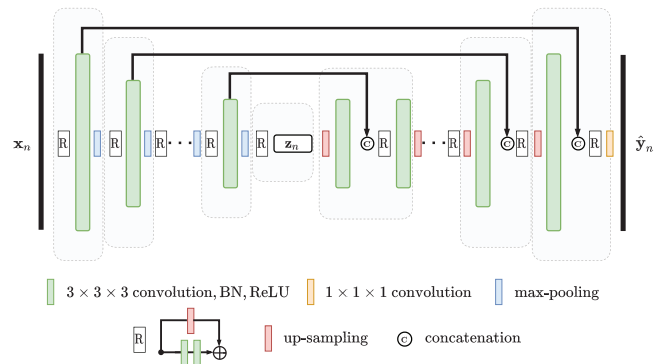 x_n R R R ··· R R z_n C R R ··· R C R C R ŷ_n
3 × 3 × 3 convolution, BN, ReLU 1 × 1 × 1 convolution max-pooling
R up-sampling C concatenation